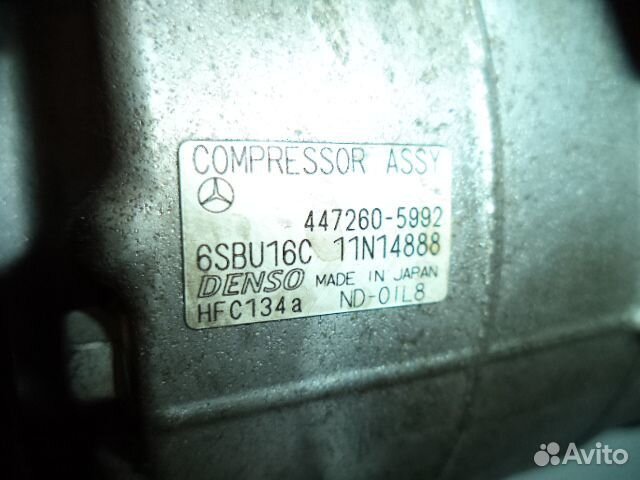 COMPRESSOR ASSY
447260-5992
6SBU16C 11N14888
DENSO MADE IN JAPAN
HFC134a ND-OIL8
Avito